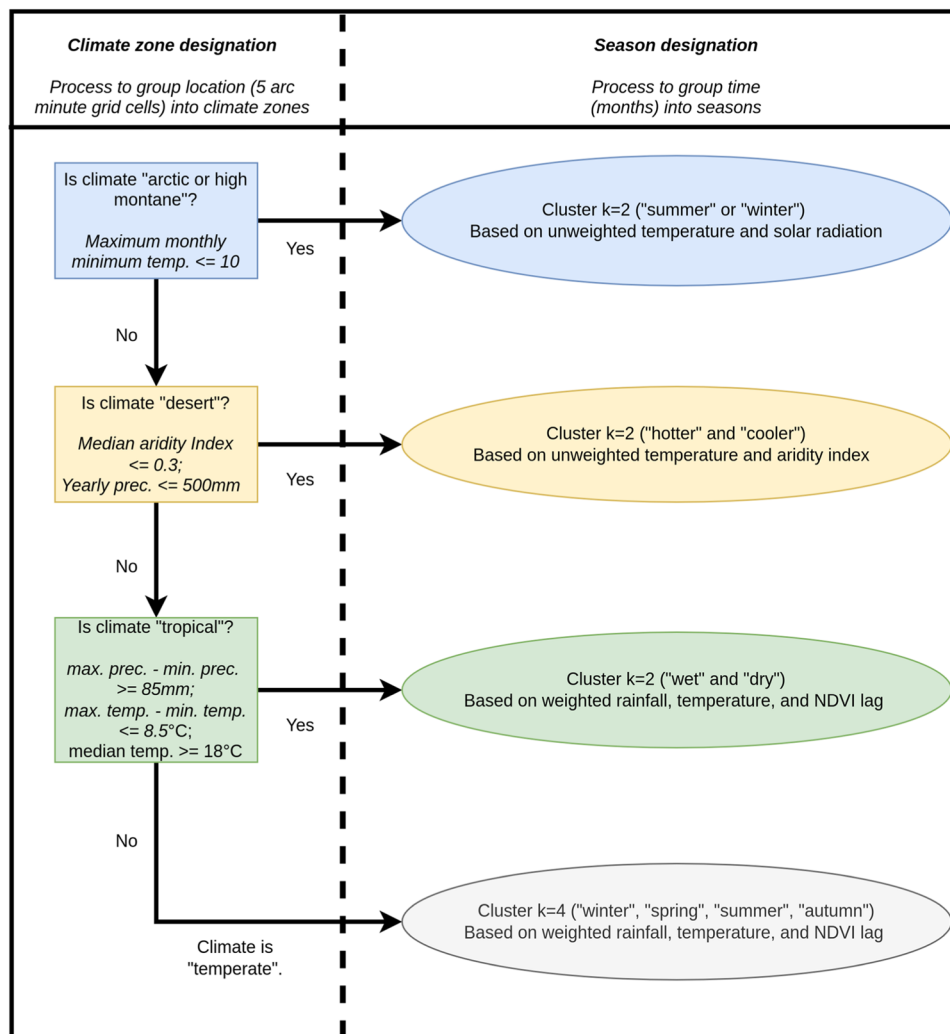 Climate zone designation
Process to group location (5 arc
minute grid cells) into climate zones
Season designation
Process to group time
(months) into seasons
Is climate "arctic or high
montane"?
Maximum monthly
minimum temp. <= 10
Yes
Cluster k=2 ("summer" or "winter")
Based on unweighted temperature and solar radiation
No
Is climate "desert"?
Median aridity Index
<= 0.3;
Yearly prec. <= 500mm
Yes
Cluster k=2 ("hotter" and "cooler")
Based on unweighted temperature and aridity index
No
Is climate "tropical"?
max. prec. - min. prec.
>= 85mm;
max. temp. - min. temp.
<= 8.5°C;
median temp. >= 18°C
Yes
Cluster k=2 ("wet" and "dry")
Based on weighted rainfall, temperature, and NDVI lag
No
Climate is
"temperate".
Cluster k=4 ("winter", "spring", "summer", "autumn")
Based on weighted rainfall, temperature, and NDVI lag